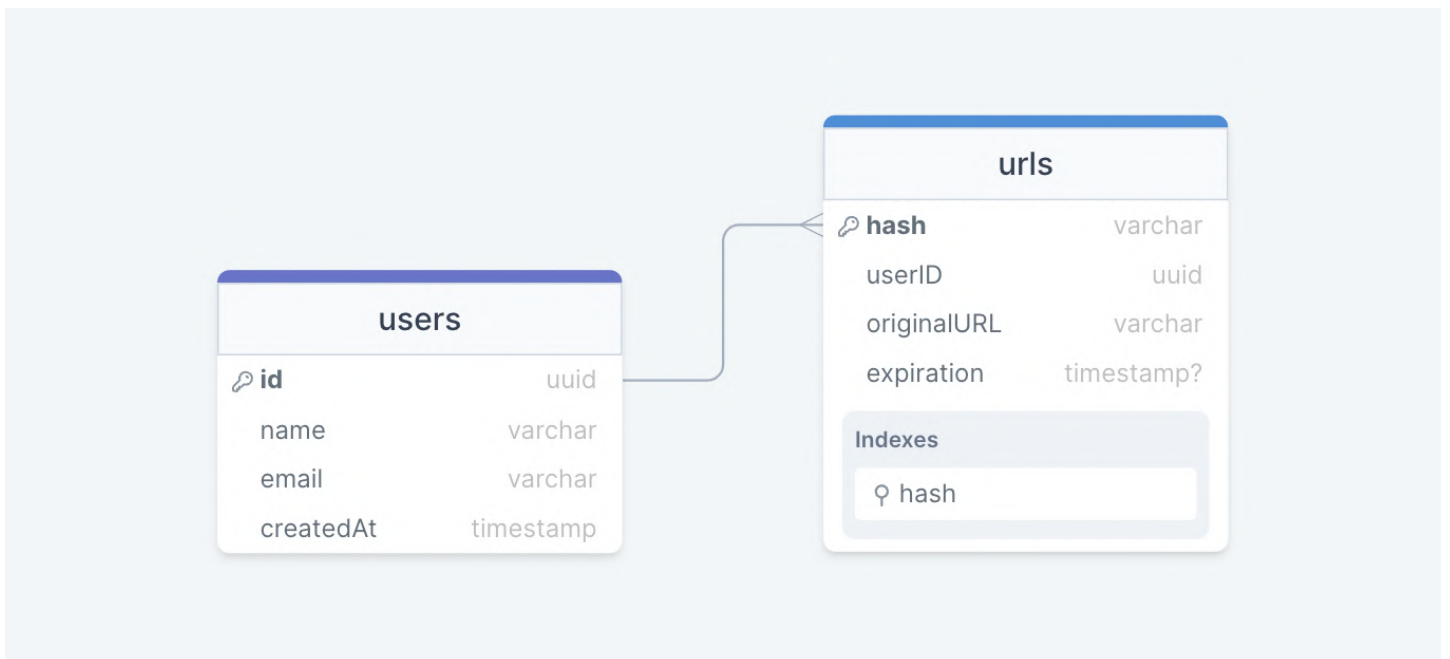 users
id uuid
name varchar
email varchar
createdAt timestamp
urls
hash varchar
userID uuid
originalURL varchar
expiration timestamp?
Indexes
hash